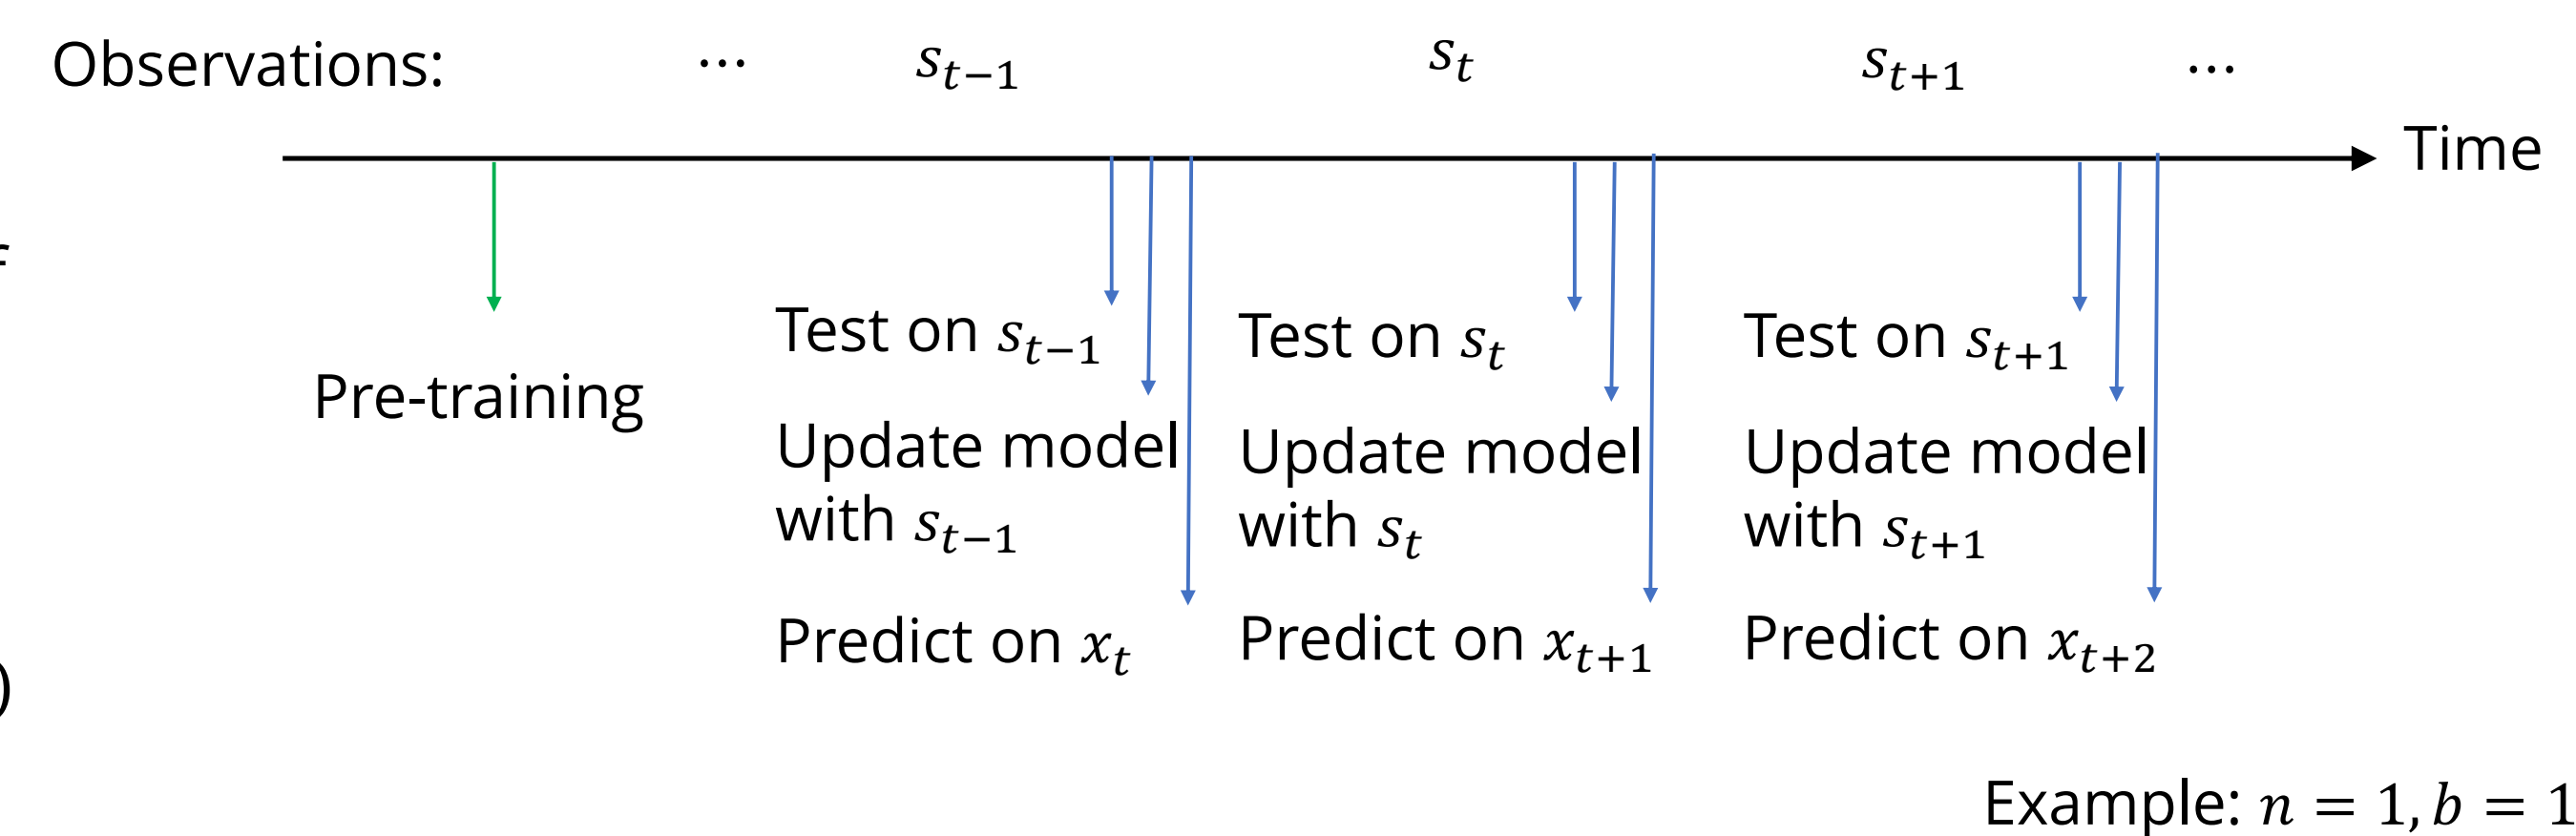 Observations: ... s_{t−1} s_t s_{t+1} ...
Time
f
Pre-training
Test on s_{t−1}
Update model
with s_{t−1}
Predict on x_t
Test on s_t
Update model
with s_t
Predict on x_{t+1}
Test on s_{t+1}
Update model
with s_{t+1}
Predict on x_{t+2}
)
Example: n = 1, b = 1